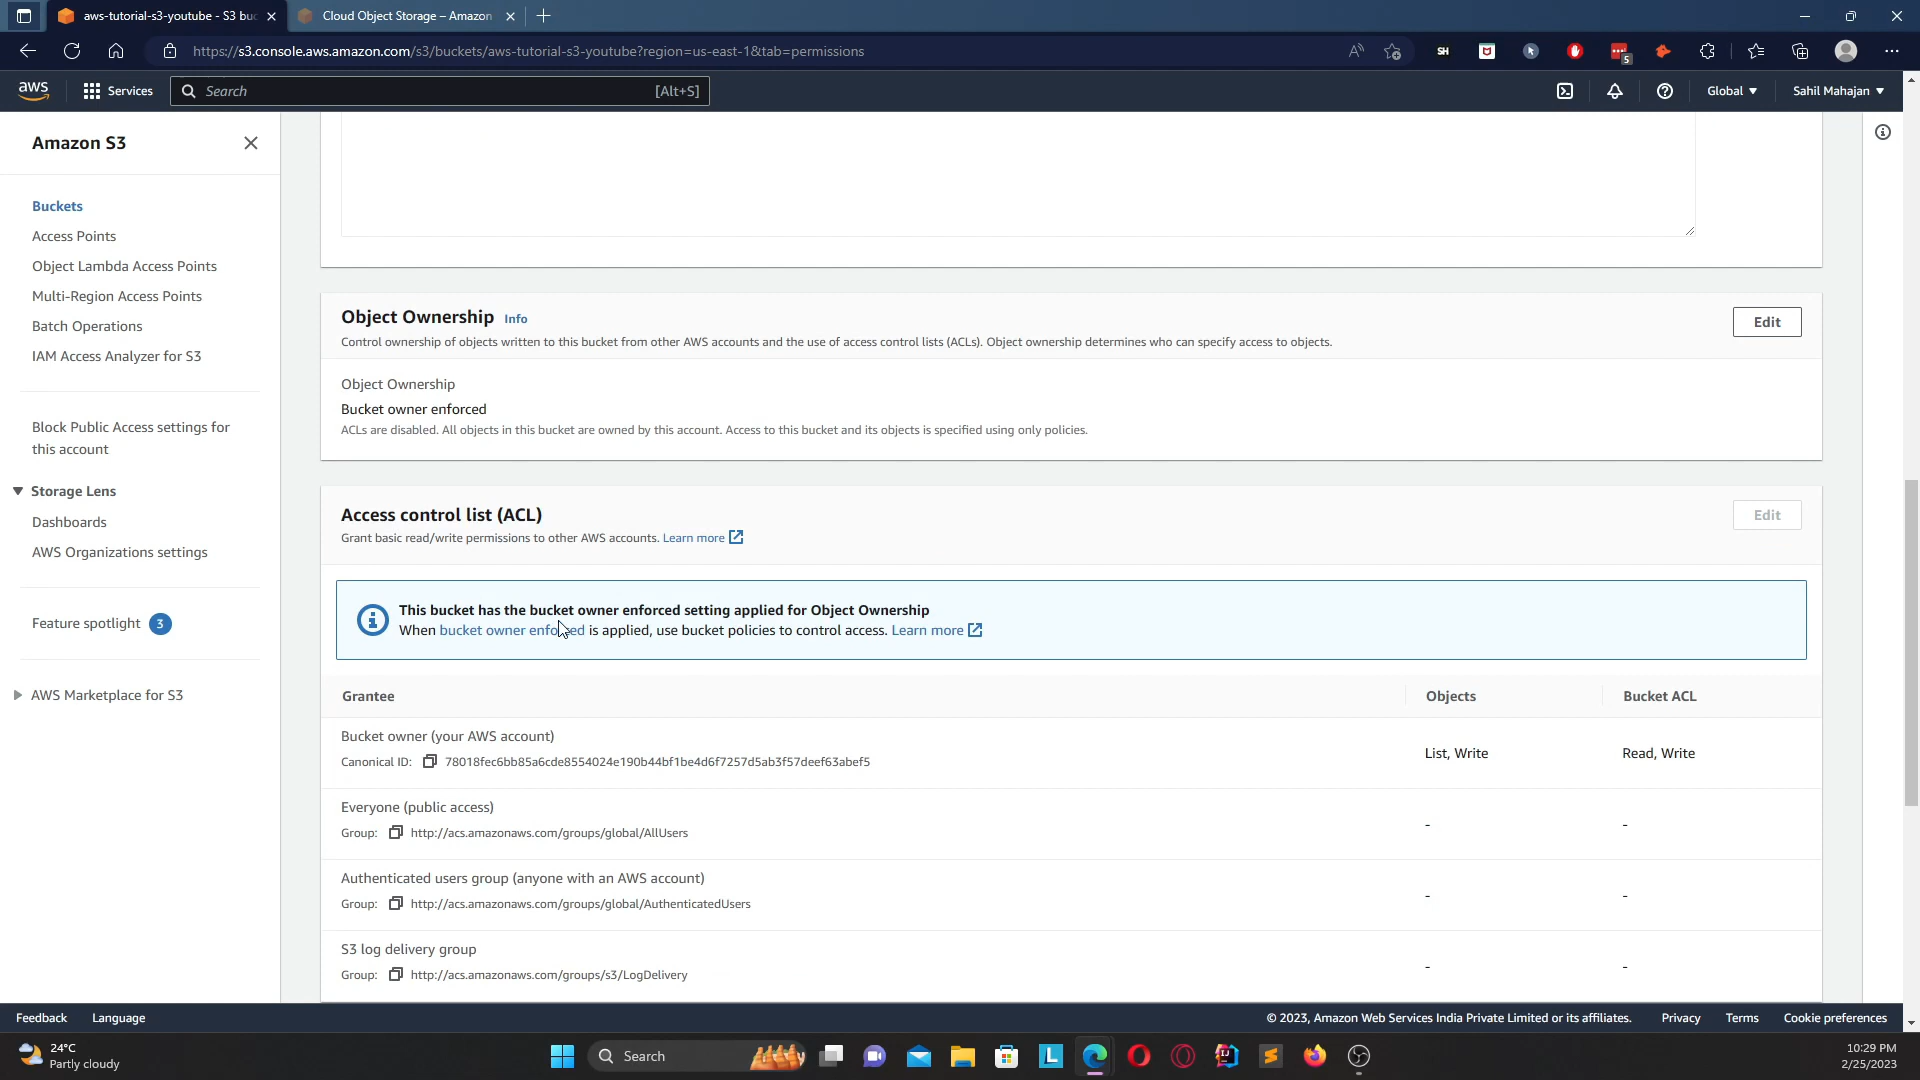 aws-tutorial-s3-youtube - S3 buc
Cloud Object Storage – Amazon
https://s3.console.aws.amazon.com/s3/buckets/aws-tutorial-s3-youtube?region=us-east-1&tab=permissions
SH
5
aws
Services
Search
[Alt+S]
Global
Sahil Mahajan
Amazon S3
Buckets
Access Points
Object Lambda Access Points
Multi-Region Access Points
Batch Operations
IAM Access Analyzer for S3
Block Public Access settings for
this account
Storage Lens
Dashboards
AWS Organizations settings
Feature spotlight 3
AWS Marketplace for S3
Object Ownership Info
Edit
Control ownership of objects written to this bucket from other AWS accounts and the use of access control lists (ACLs). Object ownership determines who can specify access to objects.
Object Ownership
Bucket owner enforced
ACLs are disabled. All objects in this bucket are owned by this account. Access to this bucket and its objects is specified using only policies.
Access control list (ACL)
Edit
Grant basic read/write permissions to other AWS accounts. Learn more
This bucket has the bucket owner enforced setting applied for Object Ownership
When bucket owner enforced is applied, use bucket policies to control access. Learn more
Grantee Objects Bucket ACL
Bucket owner (your AWS account)
Canonical ID: 78018fec6bb85a6cde8554024e190b44bf1be4d6f7257d5ab3f57deef63abef5
List, Write Read, Write
Everyone (public access)
Group: http://acs.amazonaws.com/groups/global/AllUsers
- -
Authenticated users group (anyone with an AWS account)
Group: http://acs.amazonaws.com/groups/global/AuthenticatedUsers
- -
S3 log delivery group
Group: http://acs.amazonaws.com/groups/s3/LogDelivery
- -
Feedback Language
© 2023, Amazon Web Services India Private Limited or its affiliates. Privacy Terms Cookie preferences
24°C
Partly cloudy
Search
L
10:29 PM
2/25/2023